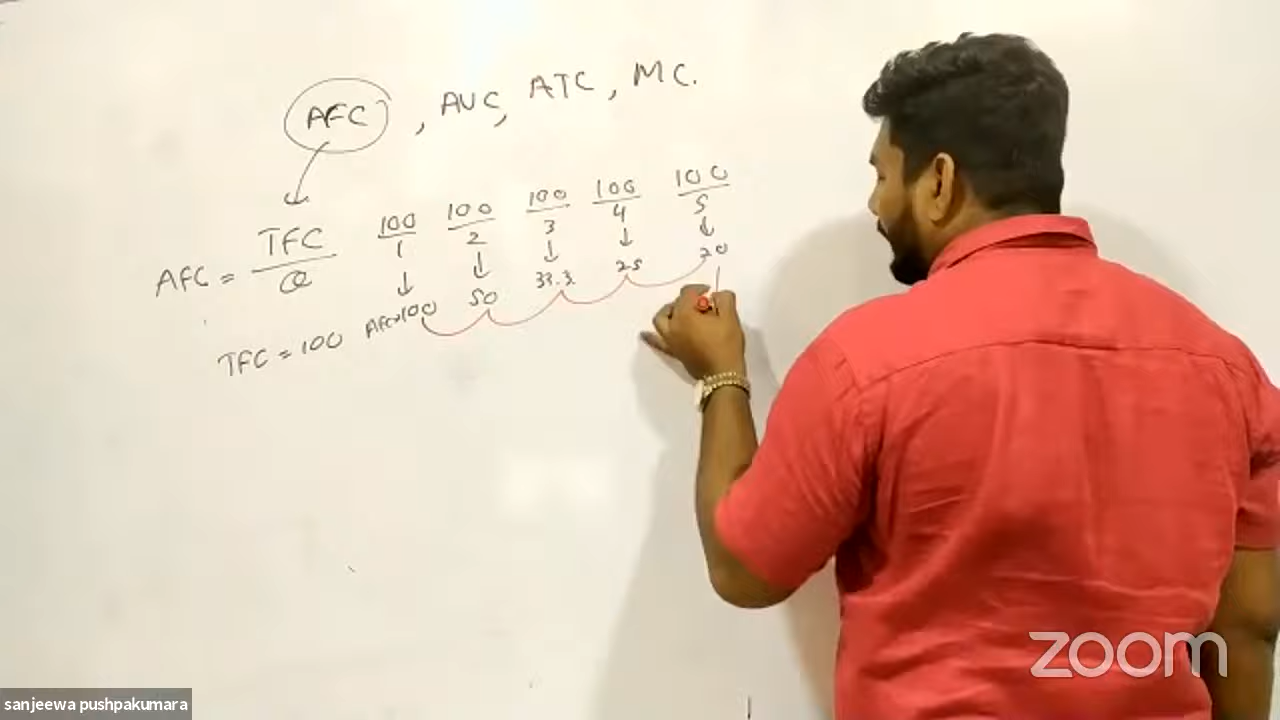 AFC, AVC, ATC, MC.
AFC = TFC/Q 100/1 100/2 100/3 100/4 100/5
AFC=100 50 33.3 25 20
TFC = 100
zoom
sanjeewa pushpakumara